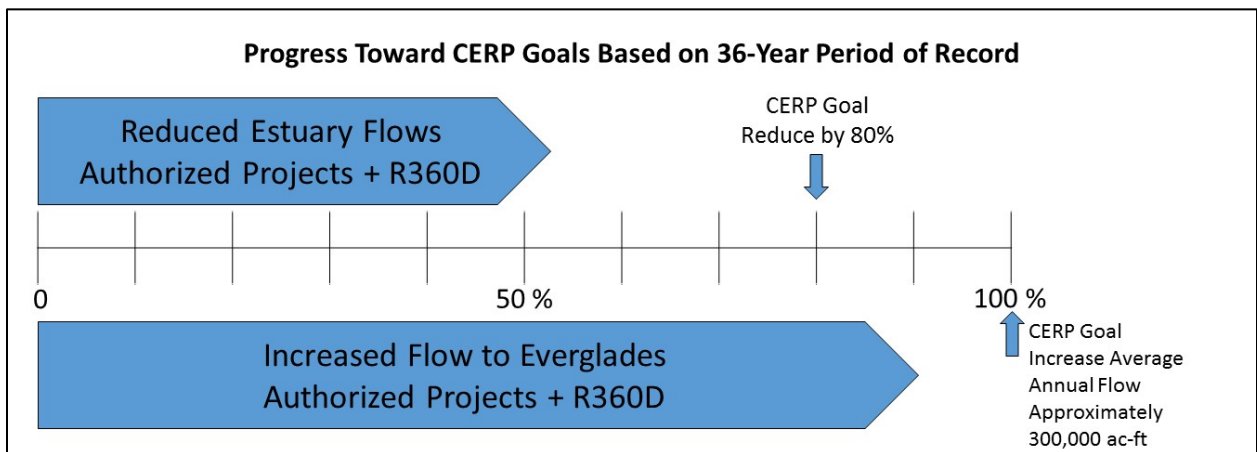 Progress Toward CERP Goals Based on 36-Year Period of Record
Reduced Estuary Flows
Authorized Projects + R360D
CERP Goal
Reduce by 80%
0
50 %
100 %
Increased Flow to Everglades
Authorized Projects + R360D
CERP Goal
Increase Average
Annual Flow
Approximately
300,000 ac-ft